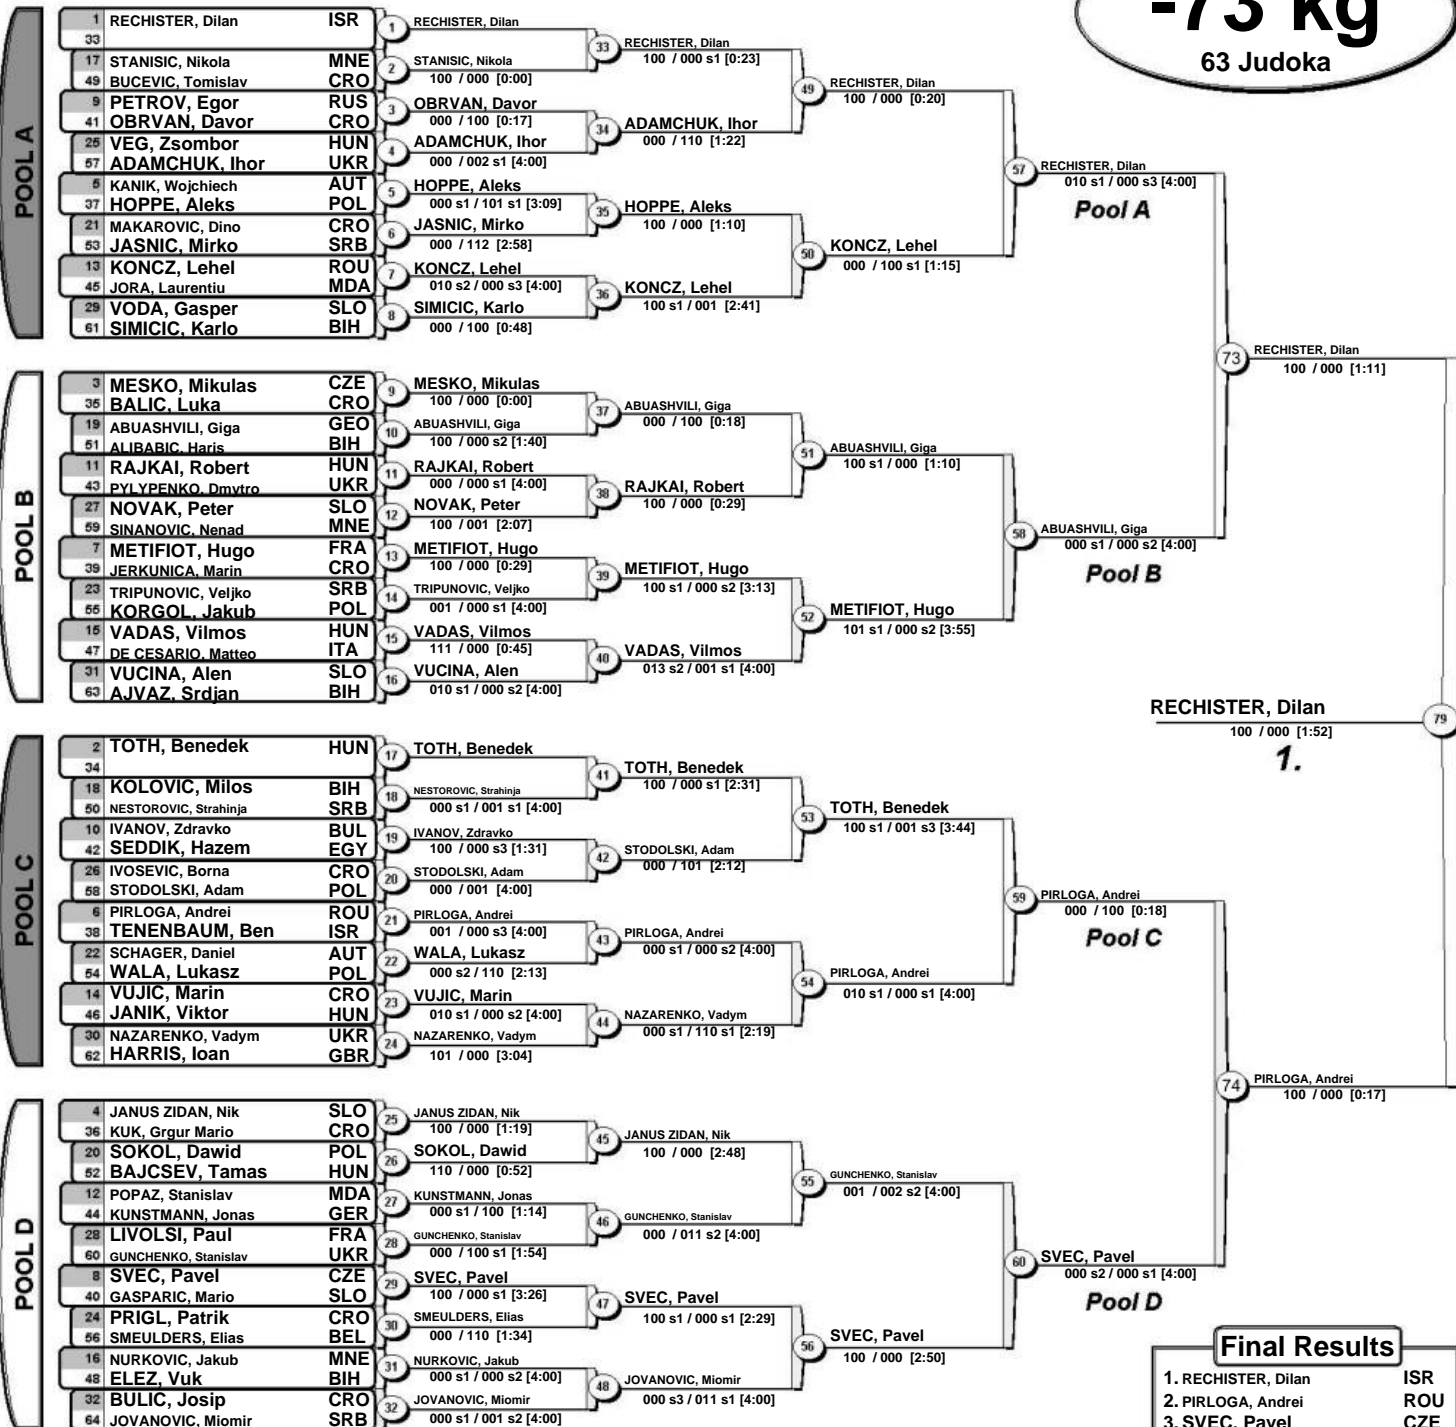 -73 kg
63 Judoka
POOL A
1 RECHISTER, Dilan ISR
33
17 STANISIC, Nikola MNE
49 BUCEVIC, Tomislav CRO
9 PETROV, Egor RUS
41 OBRVAN, Davor CRO
25 VEG, Zsombor HUN
57 ADAMCHUK, Ihor UKR
5 KANIK, Wojchiech AUT
37 HOPPE, Aleks POL
21 MAKAROVIC, Dino CRO
53 JASNIC, Mirko SRB
13 KONCZ, Lehel ROU
45 JORA, Laurentiu MDA
29 VODA, Gasper SLO
61 SIMICIC, Karlo BIH
1 RECHISTER, Dilan
2 STANISIC, Nikola
100 / 000 [0:00]
3 OBRVAN, Davor
000 / 100 [0:17]
4 ADAMCHUK, Ihor
000 / 002 s1 [4:00]
5 HOPPE, Aleks
000 s1 / 101 s1 [3:09]
6 JASNIC, Mirko
000 / 112 [2:58]
7 KONCZ, Lehel
010 s2 / 000 s3 [4:00]
8 SIMICIC, Karlo
000 / 100 [0:48]
33 RECHISTER, Dilan
100 / 000 s1 [0:23]
34 ADAMCHUK, Ihor
000 / 110 [1:22]
35 HOPPE, Aleks
100 / 000 [1:10]
36 KONCZ, Lehel
100 s1 / 001 [2:41]
49 RECHISTER, Dilan
100 / 000 [0:20]
50 KONCZ, Lehel
000 / 100 s1 [1:15]
57 RECHISTER, Dilan
010 s1 / 000 s3 [4:00]
Pool A
POOL B
3 MESKO, Mikulas CZE
35 BALIC, Luka CRO
19 ABUASHVILI, Giga GEO
51 ALIBABIC, Haris BIH
11 RAJKAI, Robert HUN
43 PYLYPENKO, Dmytro UKR
27 NOVAK, Peter SLO
59 SINANOVIC, Nenad MNE
7 METIFIOT, Hugo FRA
39 JERKUNICA, Marin CRO
23 TRIPUNOVIC, Veljko SRB
55 KORGOL, Jakub POL
15 VADAS, Vilmos HUN
47 DE CESARIO, Matteo ITA
31 VUCINA, Alen SLO
63 AJVAZ, Srdjan BIH
9 MESKO, Mikulas
100 / 000 [0:00]
10 ABUASHVILI, Giga
100 / 000 s2 [1:40]
11 RAJKAI, Robert
000 / 000 s1 [4:00]
12 NOVAK, Peter
100 / 001 [2:07]
13 METIFIOT, Hugo
100 / 000 [0:29]
14 TRIPUNOVIC, Veljko
001 / 000 s1 [4:00]
15 VADAS, Vilmos
111 / 000 [0:45]
16 VUCINA, Alen
010 s1 / 000 s2 [4:00]
37 ABUASHVILI, Giga
000 / 100 [0:18]
38 RAJKAI, Robert
100 / 000 [0:29]
39 METIFIOT, Hugo
100 s1 / 000 s2 [3:13]
40 VADAS, Vilmos
013 s2 / 001 s1 [4:00]
51 ABUASHVILI, Giga
100 s1 / 000 [1:10]
52 METIFIOT, Hugo
101 s1 / 000 s2 [3:55]
58 ABUASHVILI, Giga
000 s1 / 000 s2 [4:00]
Pool B
73 RECHISTER, Dilan
100 / 000 [1:11]
POOL C
2 TOTH, Benedek HUN
34
18 KOLOVIC, Milos BIH
50 NESTOROVIC, Strahinja SRB
10 IVANOV, Zdravko BUL
42 SEDDIK, Hazem EGY
26 IVOSEVIC, Borna CRO
58 STODOLSKI, Adam POL
6 PIRLOGA, Andrei ROU
38 TENENBAUM, Ben ISR
22 SCHAGER, Daniel AUT
54 WALA, Lukasz POL
14 VUJIC, Marin CRO
46 JANIK, Viktor HUN
30 NAZARENKO, Vadym UKR
62 HARRIS, Ioan GBR
17 TOTH, Benedek
18 NESTOROVIC, Strahinja
000 s1 / 001 s1 [4:00]
19 IVANOV, Zdravko
100 / 000 s3 [1:31]
20 STODOLSKI, Adam
000 / 001 [4:00]
21 PIRLOGA, Andrei
001 / 000 s3 [4:00]
22 WALA, Lukasz
000 s2 / 110 [2:13]
23 VUJIC, Marin
010 s1 / 000 s2 [4:00]
24 NAZARENKO, Vadym
101 / 000 [3:04]
41 TOTH, Benedek
100 / 000 s1 [2:31]
42 STODOLSKI, Adam
000 / 101 [2:12]
43 PIRLOGA, Andrei
000 s1 / 000 s2 [4:00]
44 NAZARENKO, Vadym
000 s1 / 110 s1 [2:19]
53 TOTH, Benedek
100 s1 / 001 s3 [3:44]
54 PIRLOGA, Andrei
010 s1 / 000 s1 [4:00]
59 PIRLOGA, Andrei
000 / 100 [0:18]
Pool C
RECHISTER, Dilan 79
100 / 000 [1:52]
1.
POOL D
4 JANUS ZIDAN, Nik SLO
36 KUK, Grgur Mario CRO
20 SOKOL, Dawid POL
52 BAJCSEV, Tamas HUN
12 POPAZ, Stanislav MDA
44 KUNSTMANN, Jonas GER
28 LIVOLSI, Paul FRA
60 GUNCHENKO, Stanislav UKR
8 SVEC, Pavel CZE
40 GASPARIC, Mario SLO
24 PRIGL, Patrik CRO
56 SMEULDERS, Elias BEL
16 NURKOVIC, Jakub MNE
48 ELEZ, Vuk BIH
32 BULIC, Josip CRO
64 JOVANOVIC, Miomir SRB
25 JANUS ZIDAN, Nik
100 / 000 [1:19]
26 SOKOL, Dawid
110 / 000 [0:52]
27 KUNSTMANN, Jonas
000 s1 / 100 [1:14]
28 GUNCHENKO, Stanislav
000 / 100 s1 [1:54]
29 SVEC, Pavel
100 / 000 s1 [3:26]
30 SMEULDERS, Elias
000 / 110 [1:34]
31 NURKOVIC, Jakub
000 s1 / 000 s2 [4:00]
32 JOVANOVIC, Miomir
000 s1 / 001 s2 [4:00]
45 JANUS ZIDAN, Nik
100 / 000 [2:48]
46 GUNCHENKO, Stanislav
000 / 011 s2 [4:00]
47 SVEC, Pavel
100 s1 / 000 s1 [2:29]
48 JOVANOVIC, Miomir
000 s3 / 011 s1 [4:00]
55 GUNCHENKO, Stanislav
001 / 002 s2 [4:00]
56 SVEC, Pavel
100 / 000 [2:50]
60 SVEC, Pavel
000 s2 / 000 s1 [4:00]
Pool D
74 PIRLOGA, Andrei
100 / 000 [0:17]
Final Results
1. RECHISTER, Dilan ISR
2. PIRLOGA, Andrei ROU
3. SVEC, Pavel CZE